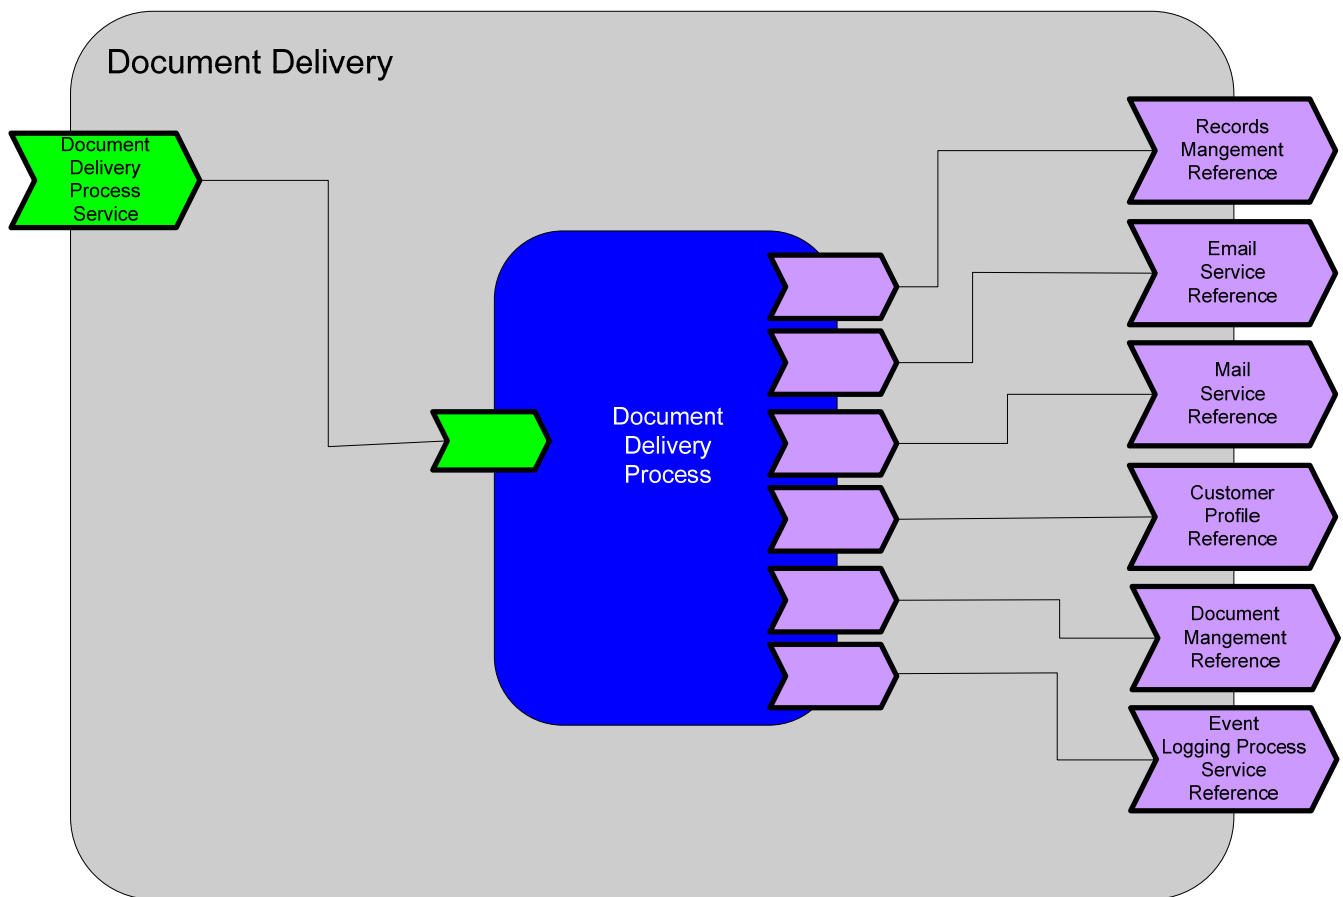 Document Delivery
Document
Delivery
Process
Service
Document
Delivery
Process
Records
Mangement
Reference
Email
Service
Reference
Mail
Service
Reference
Customer
Profile
Reference
Document
Mangement
Reference
Event
Logging Process
Service
Reference